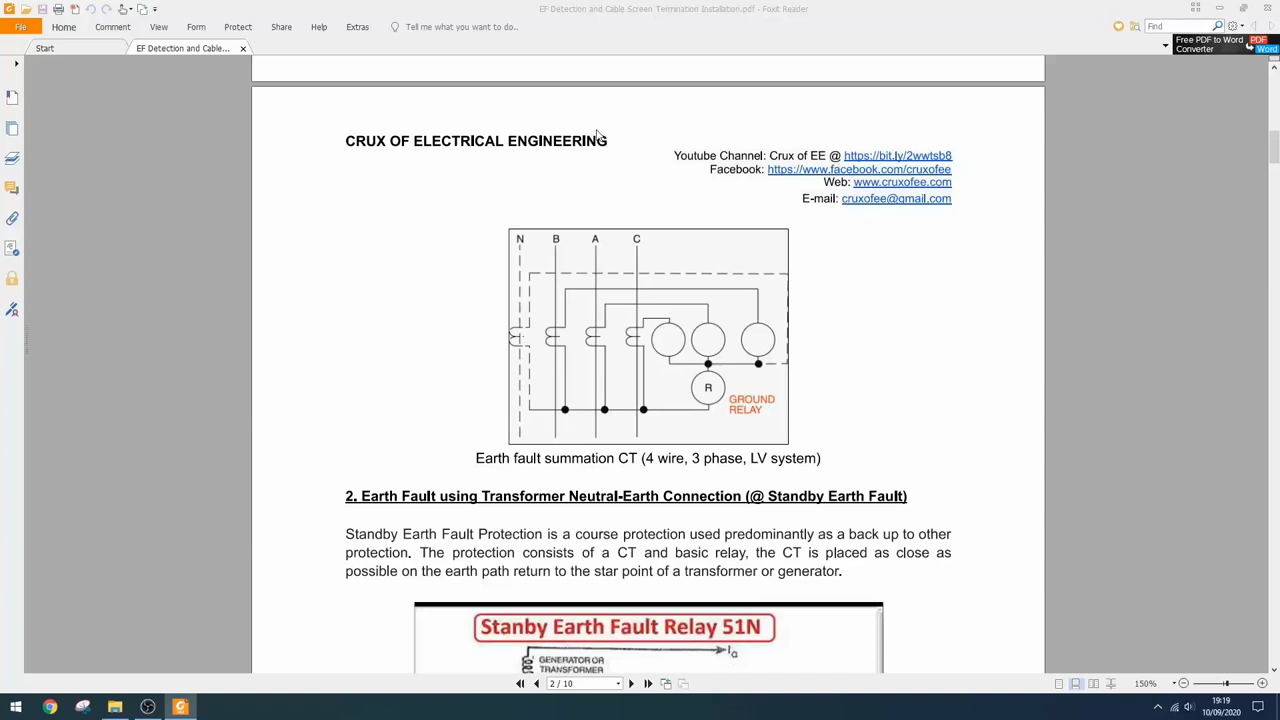 EF Detection and Cable Screen Termination Installation.pdf - Foxit Reader
File Home Comment View Form Protect Share Help Extras Tell me what you want to do.. Find
Start EF Detection and Cable...
Free PDF to Word
Converter
PDF
Word
CRUX OF ELECTRICAL ENGINEERING
Youtube Channel: Crux of EE @ https://bit.ly/2wwtsb8
Facebook: https://www.facebook.com/cruxofee
Web: www.cruxofee.com
E-mail: cruxofee@gmail.com
N B A C
R
GROUND
RELAY
Earth fault summation CT (4 wire, 3 phase, LV system)
2. Earth Fault using Transformer Neutral-Earth Connection (@ Standby Earth Fault)
Standby Earth Fault Protection is a course protection used predominantly as a back up to other
protection. The protection consists of a CT and basic relay, the CT is placed as close as
possible on the earth path return to the star point of a transformer or generator.
Stanby Earth Fault Relay 51N
Ia
GENERATOR OR
TRANSFORMER
2 / 10
150%
19:19
10/09/2020